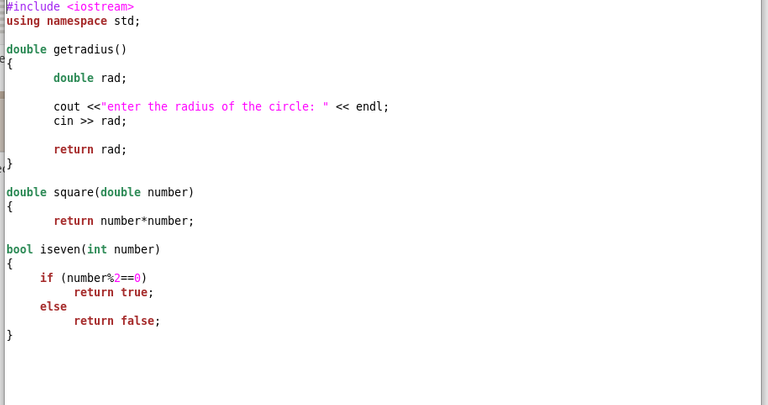 #include <iostream>
using namespace std;
double getradius()
{
double rad;
cout <<"enter the radius of the circle: " << endl;
cin >> rad;
return rad;
}
double square(double number)
{
return number*number;
bool iseven(int number)
{
if (number%2==0)
return true;
else
return false;
}